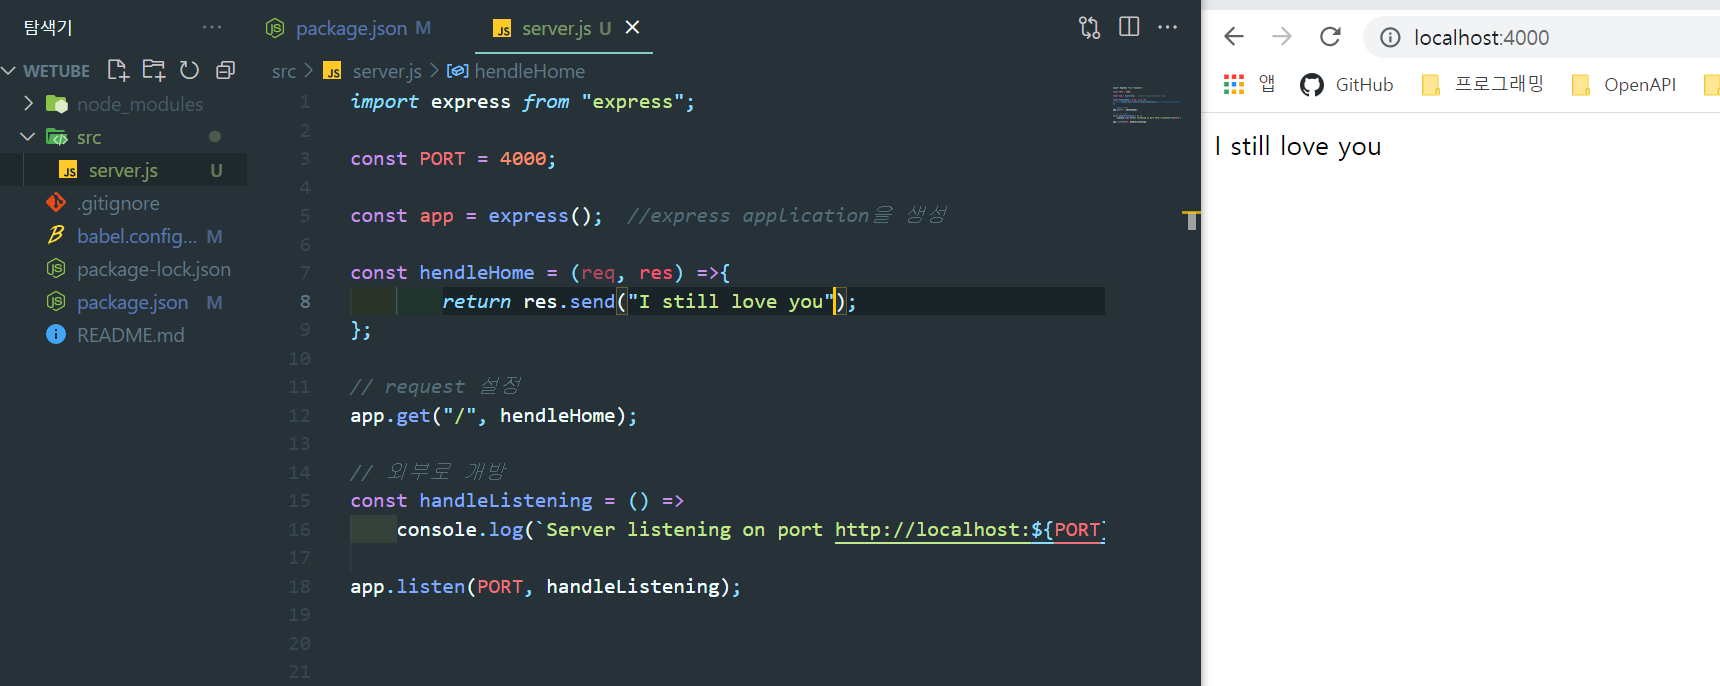 탐색기 ...
package.json M
server.js U
WETUBE
node_modules
src
server.js U
.gitignore
babel.config... M
package-lock.json
package.json M
README.md
src > server.js > hendleHome
1 import express from "express";
2
3 const PORT = 4000;
4
5 const app = express(); //express application을 생성
6
7 const hendleHome = (req, res) =>{
8 return res.send("I still love you");
9 };
10
11 // request 설정
12 app.get("/", hendleHome);
13
14 // 외부로 개방
15 const handleListening = () =>
16 console.log(`Server listening on port http://localhost:${PORT}
17
18 app.listen(PORT, handleListening);
19
20
21
localhost:4000
앱 GitHub 프로그래밍 OpenAPI
I still love you